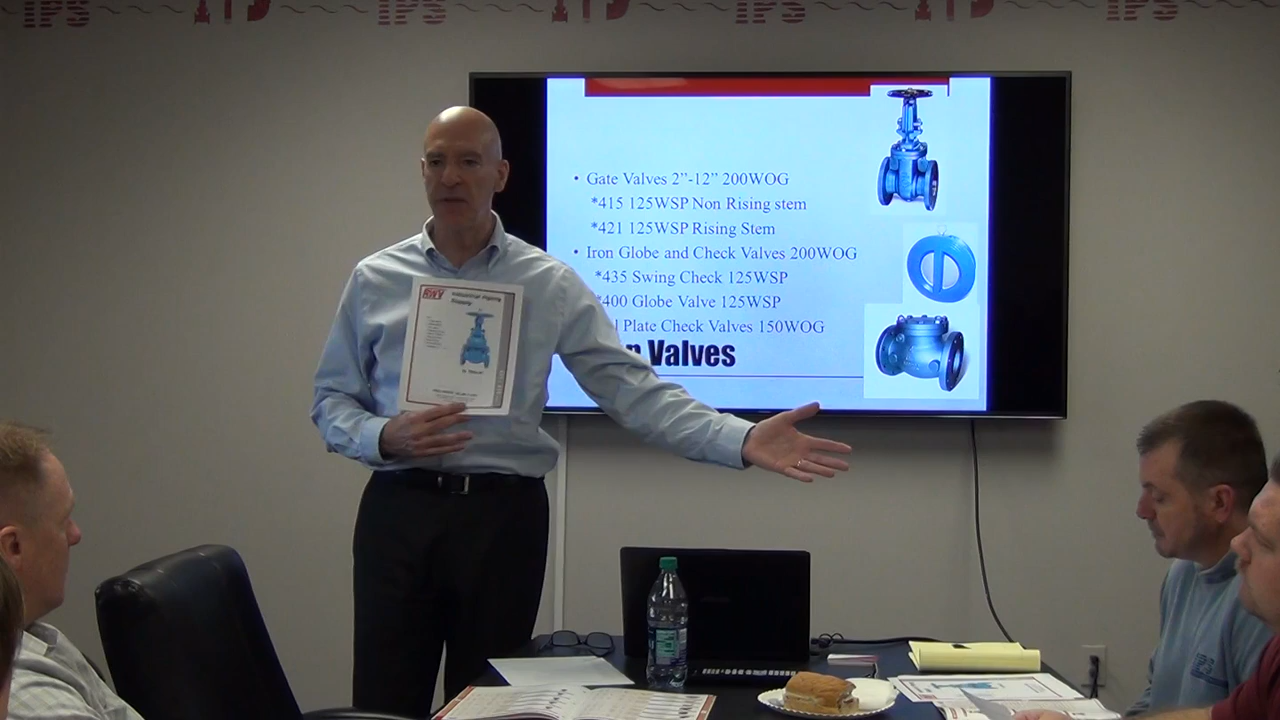 IPS IPS IPS
• Gate Valves 2”-12” 200WOG
*415 125WSP Non Rising stem
*421 125WSP Rising Stem
• Iron Globe and Check Valves 200WOG
*435 Swing Check 125WSP
*400 Globe Valve 125WSP
Plate Check Valves 150WOG
Valves
Industrial Piping
Supply
IPS